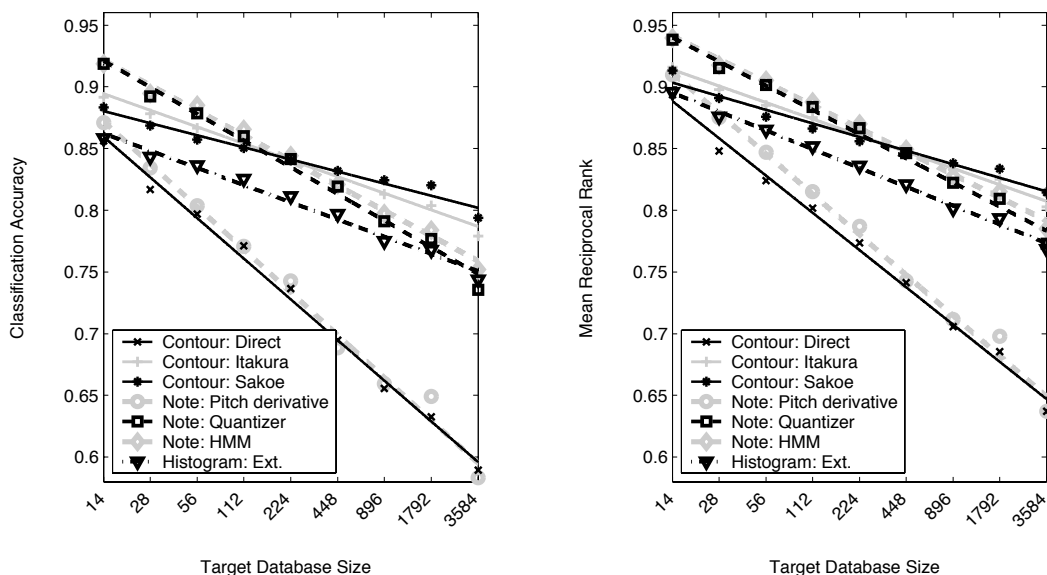 0.95
0.9
0.85
0.8
0.75
0.7
0.65
0.6
Classification Accuracy
Contour: Direct
Contour: Itakura
Contour: Sakoe
Note: Pitch derivative
Note: Quantizer
Note: HMM
Histogram: Ext.
14
28
56
112
224
448
896
1792
3584
Target Database Size
0.95
0.9
0.85
0.8
0.75
0.7
0.65
0.6
Mean Reciprocal Rank
Contour: Direct
Contour: Itakura
Contour: Sakoe
Note: Pitch derivative
Note: Quantizer
Note: HMM
Histogram: Ext.
14
28
56
112
224
448
896
1792
3584
Target Database Size